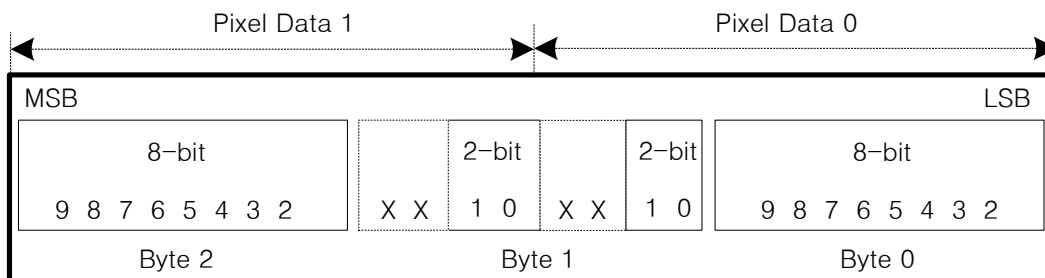 Pixel Data 1 Pixel Data 0
MSB LSB
8-bit 2-bit 2-bit 8-bit
9 8 7 6 5 4 3 2 X X 1 0 X X 1 0 9 8 7 6 5 4 3 2
Byte 2 Byte 1 Byte 0